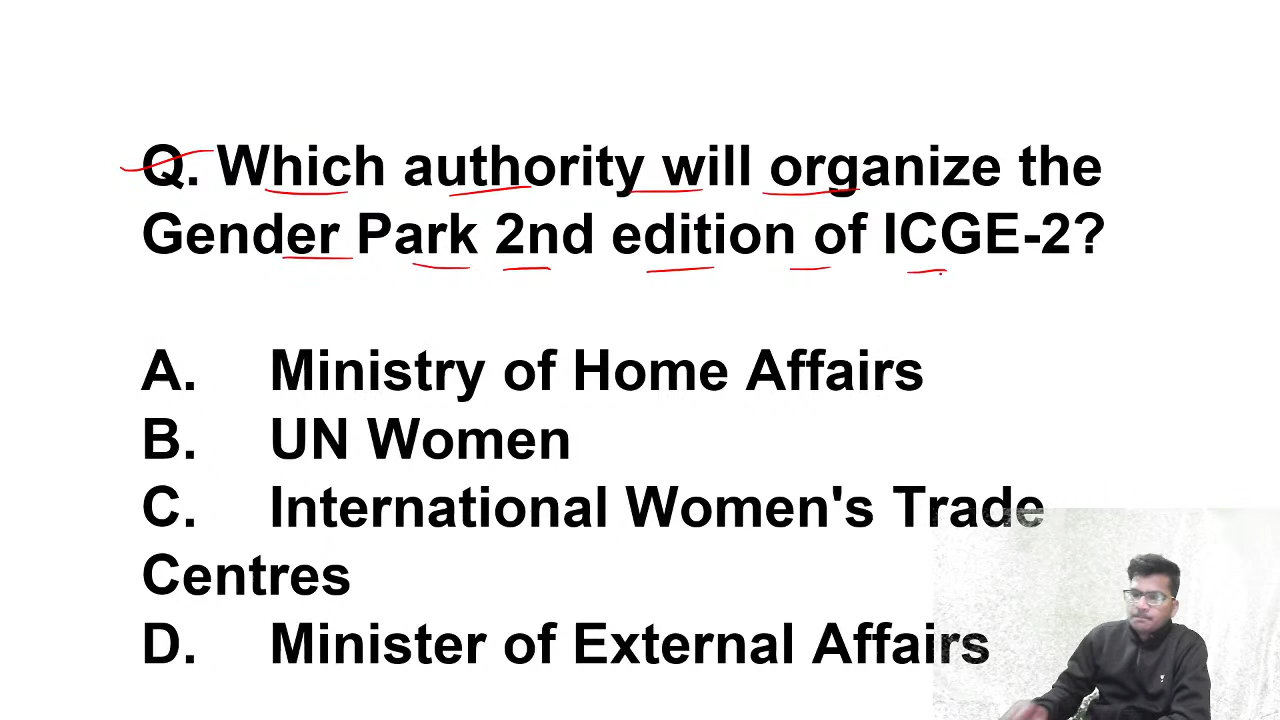 Q. Which authority will organize the
Gender Park 2nd edition of ICGE-2?
A. Ministry of Home Affairs
B. UN Women
C. International Women's Trade
Centres
D. Minister of External Affairs